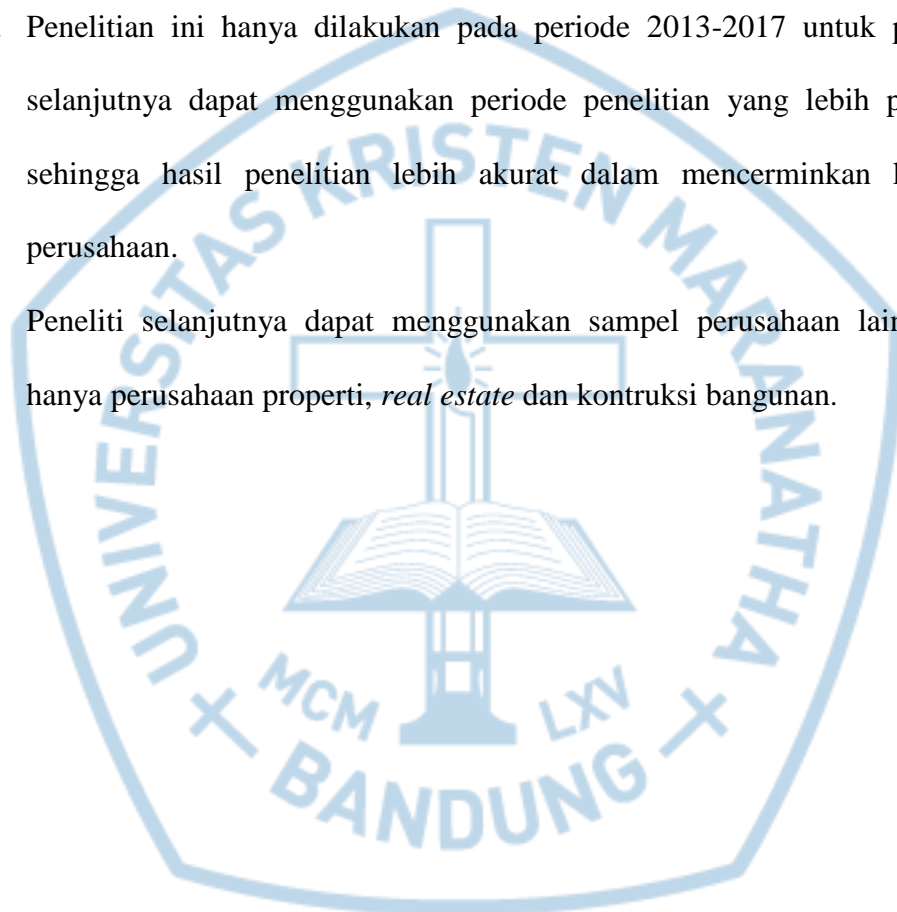 Penelitian ini hanya dilakukan pada periode 2013-2017 untuk
selanjutnya dapat menggunakan periode penelitian yang lebih
sehingga hasil penelitian lebih akurat dalam mencerminkan
perusahaan.
Peneliti selanjutnya dapat menggunakan sampel perusahaan
hanya perusahaan properti, real estate dan kontruksi bangunan.
UNIVERSITAS KRISTEN MARANATHA
MCM LXV
BANDUNG